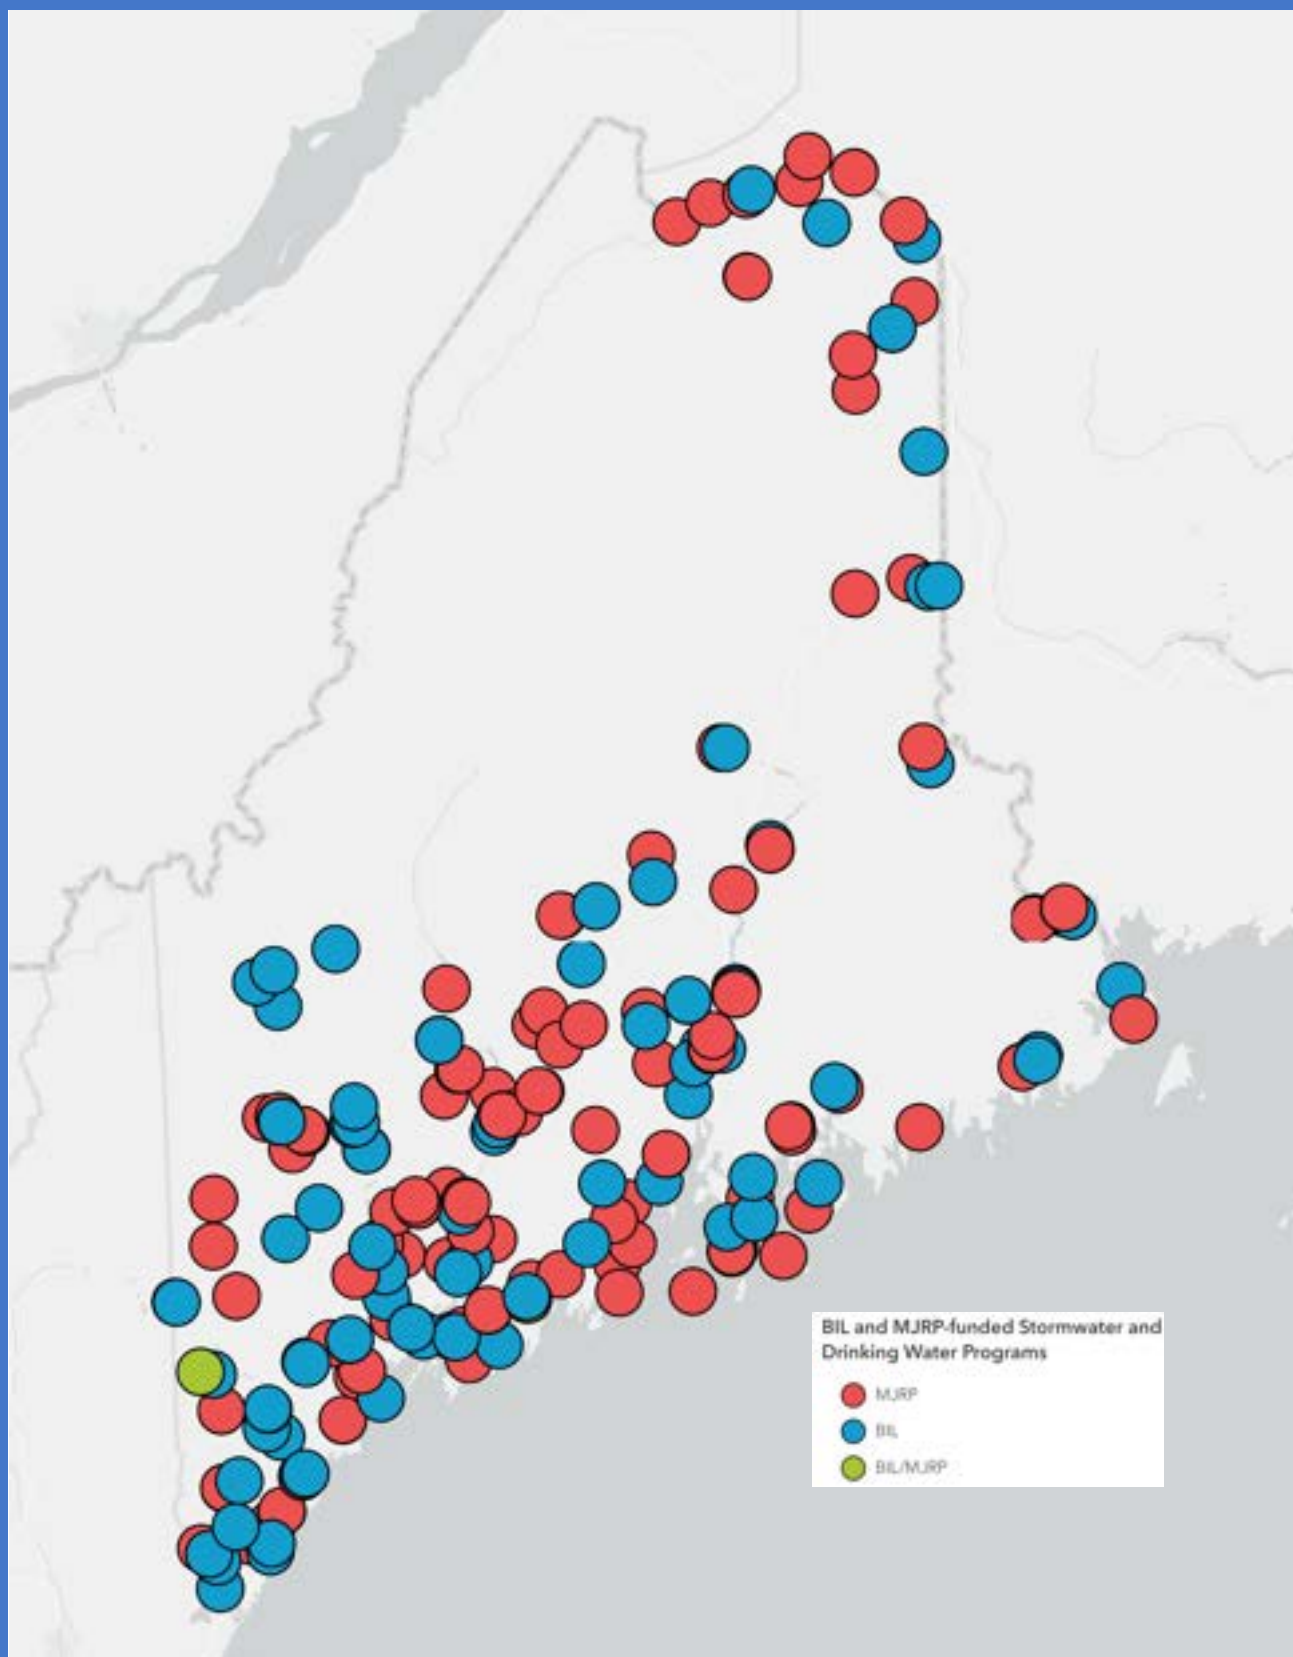 BIL and MJRP-funded Stormwater and
Drinking Water Programs
MJRP
BIL
BIL/MJRP